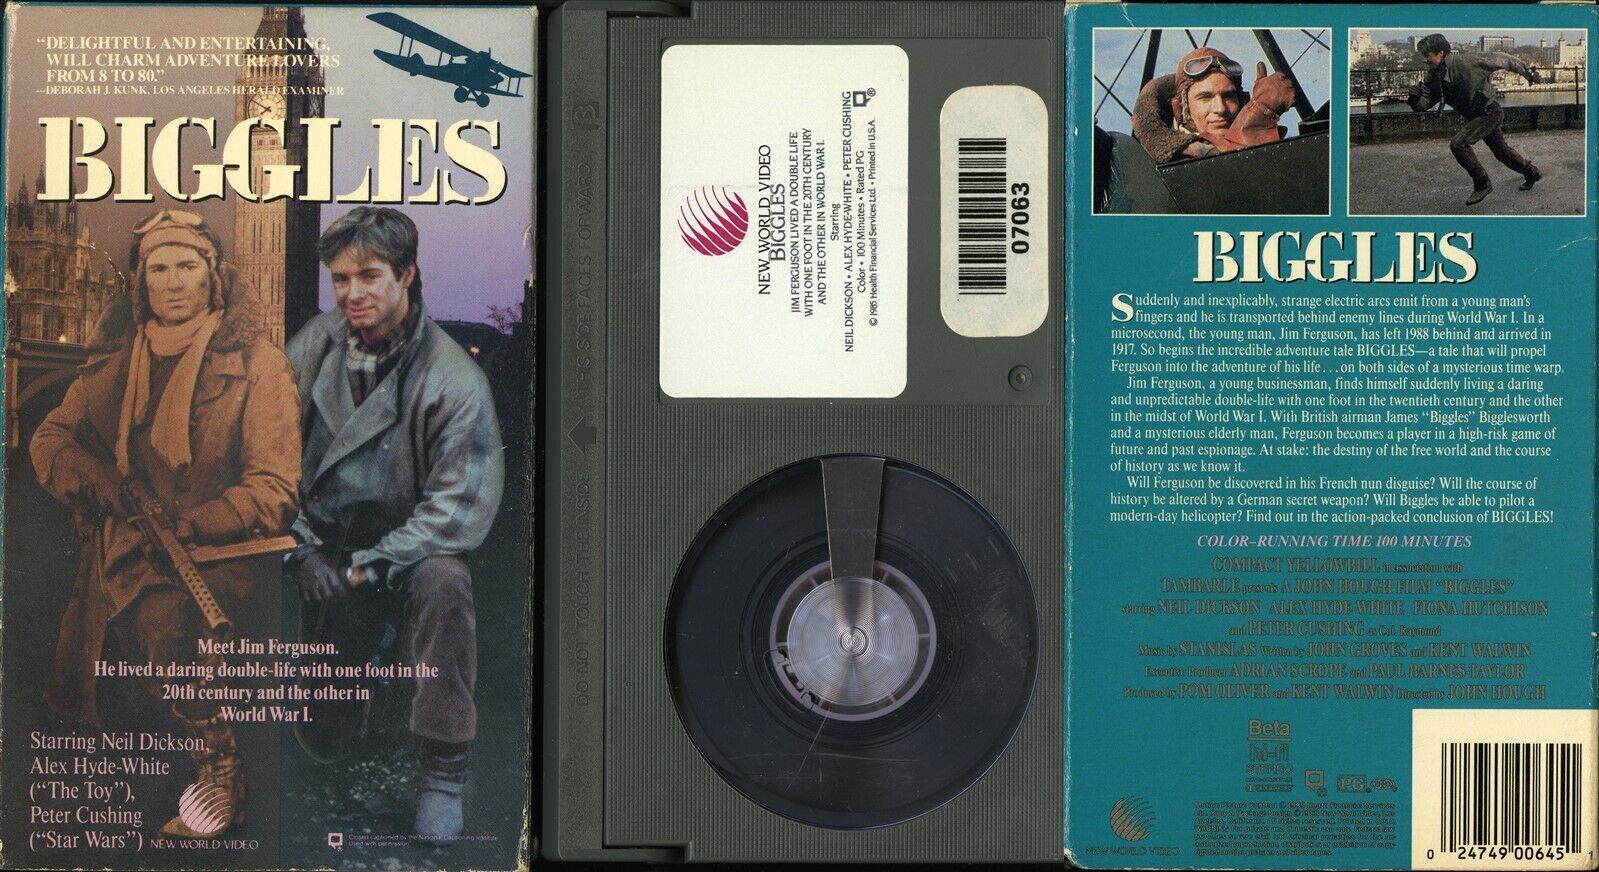 “DELIGHTFUL AND ENTERTAINING,
WILL CHARM ADVENTURE LOVERS
FROM 8 TO 80.”
—DEBORAH J. KUNK, LOS ANGELES HERALD EXAMINER
BIGGLES
Meet Jim Ferguson.
He lived a daring double-life with one foot in the
20th century and the other in
World War I.
Starring Neil Dickson,
Alex Hyde-White
(“The Toy”),
Peter Cushing
(“Star Wars”)
NEW WORLD VIDEO
Closed captioned by the National Captioning Institute
Used with permission
THIS SIDE FACES FORWARD
DO NOT TOUCH THE INSIDE
NEW WORLD VIDEO
BIGGLES
JIM FERGUSON LIVED A DOUBLE LIFE
WITH ONE FOOT IN THE 20TH CENTURY
AND THE OTHER IN WORLD WAR I.
Starring
NEIL DICKSON • ALEX HYDE-WHITE • PETER CUSHING
Color • 100 Minutes • Rated PG
© 1985 Health Financial Services Ltd. • Printed in U.S.A.
®
07063
BIGGLES
Suddenly and inexplicably, strange electric arcs emit from a young man's
fingers and he is transported behind enemy lines during World War I. In a
microsecond, the young man, Jim Ferguson, has left 1988 behind and arrived in
1917. So begins the incredible adventure tale BIGGLES—a tale that will propel
Ferguson into the adventure of his life...on both sides of a mysterious time warp.
Jim Ferguson, a young businessman, finds himself suddenly living a daring
and unpredictable double-life with one foot in the twentieth century and the other
in the midst of World War I. With British airman James “Biggles” Bigglesworth
and a mysterious elderly man, Ferguson becomes a player in a high-risk game of
future and past espionage. At stake: the destiny of the free world and the course
of history as we know it.
Will Ferguson be discovered in his French nun disguise? Will the course of
history be altered by a German secret weapon? Will Biggles be able to pilot a
modern-day helicopter? Find out in the action-packed conclusion of BIGGLES!
COLOR–RUNNING TIME 100 MINUTES
COMPACT YELLOWBILL in association with
TAMBARLE presents A JOHN HOUGH FILM “BIGGLES”
starring NEIL DICKSON ALEX HYDE-WHITE FIONA HUTCHISON
and PETER CUSHING as Col. Raymond
Music by STANISLAS Written by JOHN GROVES and KENT WALWIN
Executive Producer ADRIAN SCROPE and PAUL BARNES-TAYLOR
Produced by POM OLIVER and KENT WALWIN Directed by JOHN HOUGH
Beta
hi-fi
STEREO
PG
NEW WORLD VIDEO
0 24749 00645 1